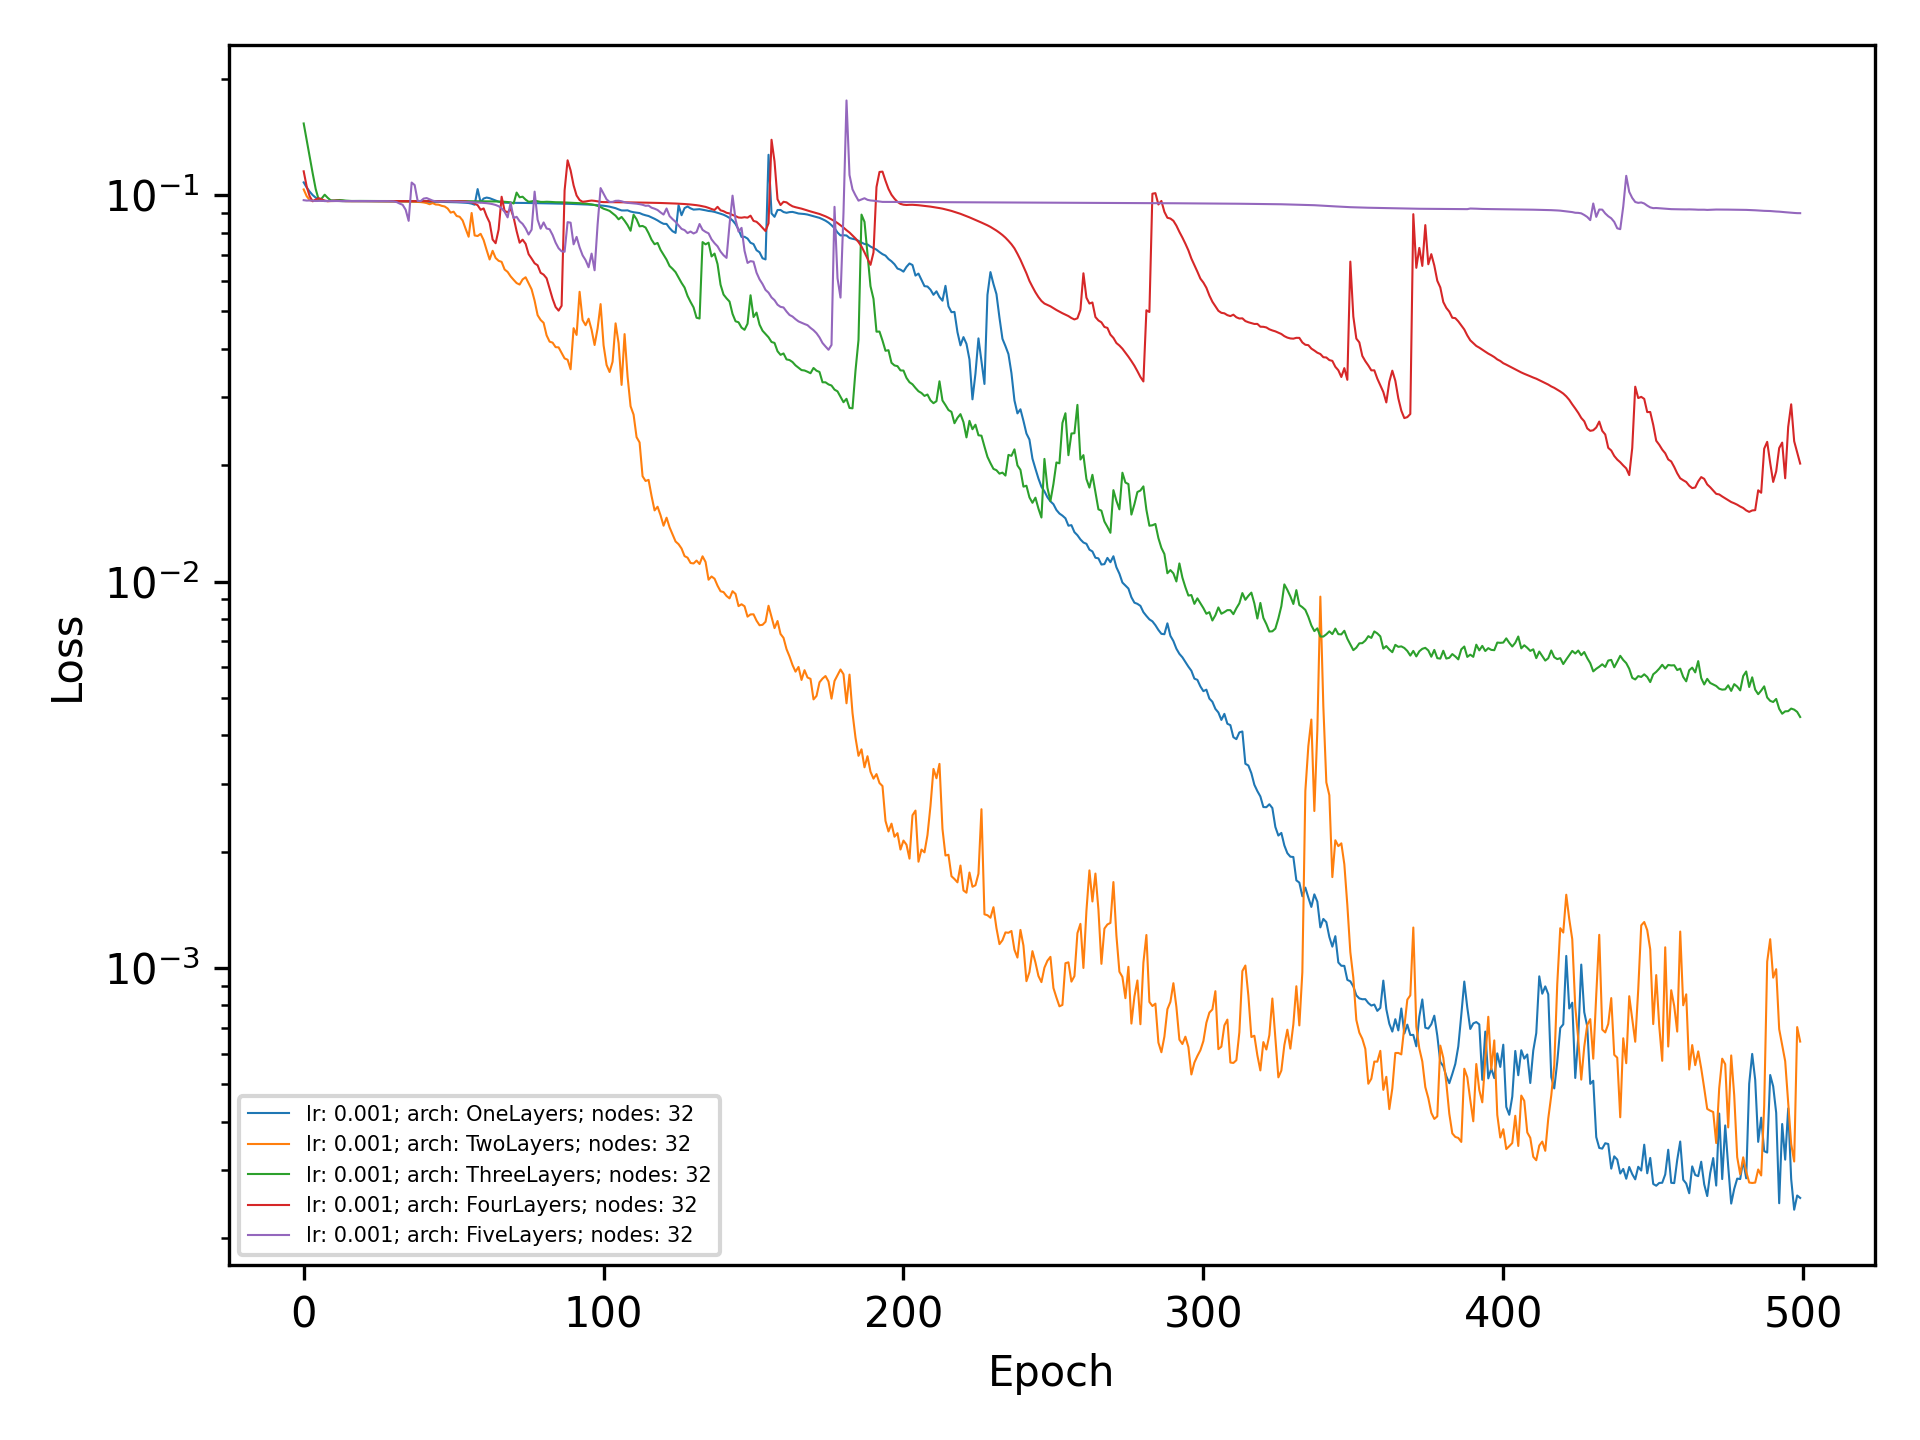 10⁻¹
10⁻²
10⁻³
Loss
lr: 0.001; arch: OneLayers; nodes: 32
lr: 0.001; arch: TwoLayers; nodes: 32
lr: 0.001; arch: ThreeLayers; nodes: 32
lr: 0.001; arch: FourLayers; nodes: 32
lr: 0.001; arch: FiveLayers; nodes: 32
0 100 200 300 400 500
Epoch